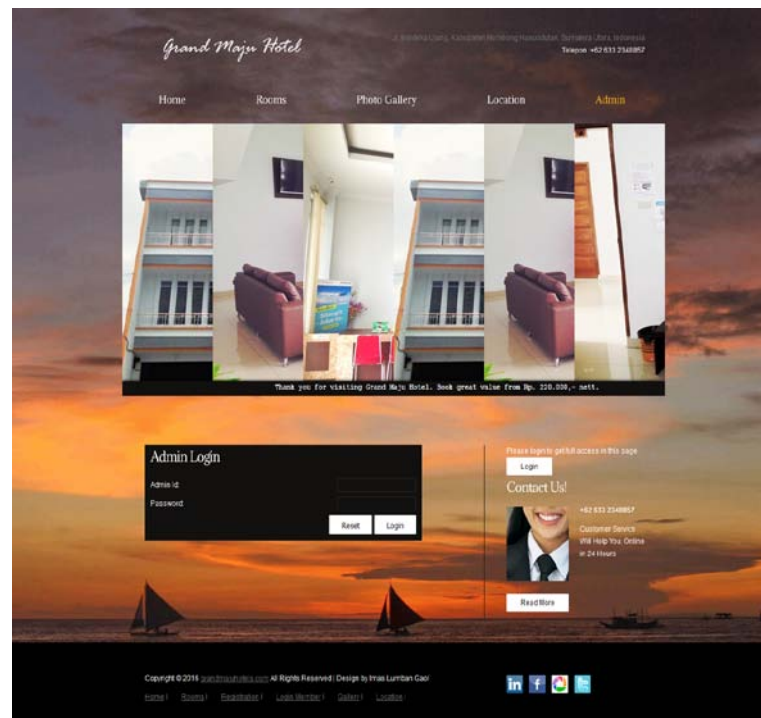 Grand Maju Hotel
Sumatera Utara, Indonesia
Telepon +62 633 2348857
Home Rooms Photo Gallery Location Admin
Thank you for visiting Grand Maju Hotel. Book great value from Rp. 220.000,- nett.
Admin Login
Admin Id:
Password:
Reset Login
Please login to get full access in this page
Login
Contact Us!
+62 633 2348857
Customer Service
Will Help You, Online
in 24 Hours
Read More
Copyright © 2016 All Rights Reserved | Design by Imas Lumban Gaol
Home | Rooms | Registration | Login Member | Gallery | Location